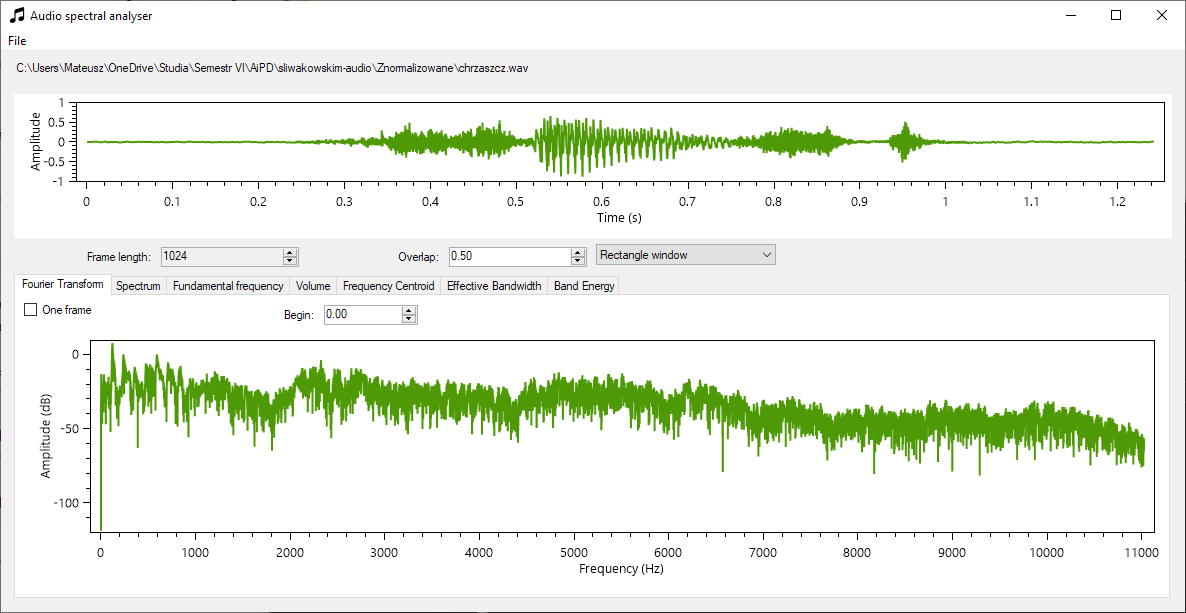 Audio spectral analyser
File
C:\Users\Mateusz\OneDrive\Studia\Semestr VI\AiPD\sliwakowskim-audio\Znormalizowane\chrzaszcz.wav
Amplitude
1
0.5
0
-0.5
-1
0 0.1 0.2 0.3 0.4 0.5 0.6 0.7 0.8 0.9 1 1.1 1.2
Time (s)
Frame length: 1024 Overlap: 0.50 Rectangle window
Fourier Transform Spectrum Fundamental frequency Volume Frequency Centroid Effective Bandwidth Band Energy
One frame Begin: 0.00
Amplitude (dB)
0
-50
-100
0 1000 2000 3000 4000 5000 6000 7000 8000 9000 10000 11000
Frequency (Hz)